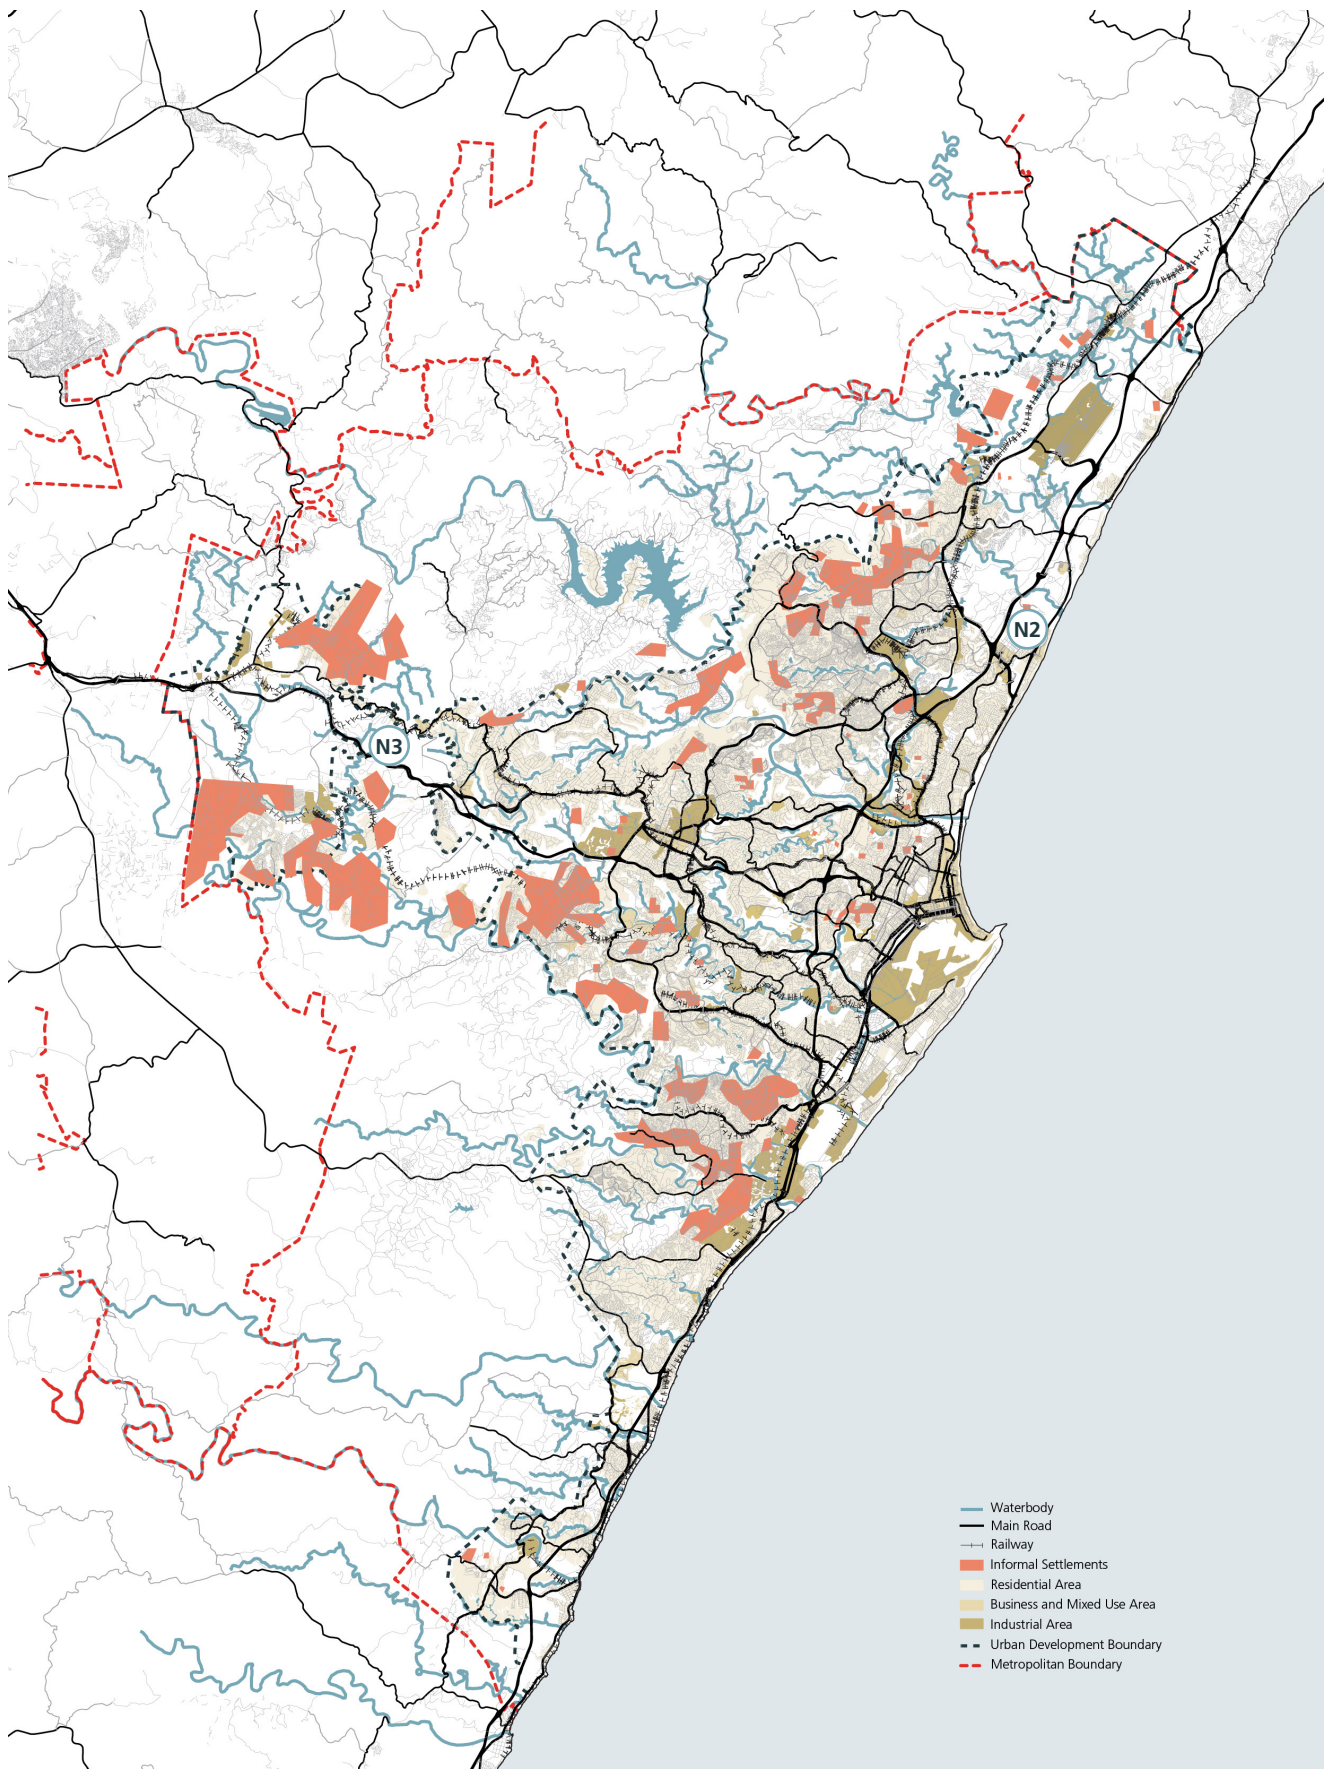 N2
N3
Waterbody
Main Road
Railway
Informal Settlements
Residential Area
Business and Mixed Use Area
Industrial Area
Urban Development Boundary
Metropolitan Boundary